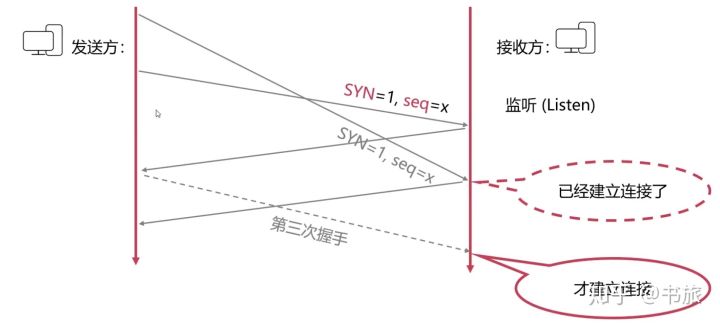 发送方：
接收方：
SYN=1, seq=x
监听 (Listen)
SYN=1, seq=x
已经建立连接了
第三次握手
才建立连接
知乎 @书旅